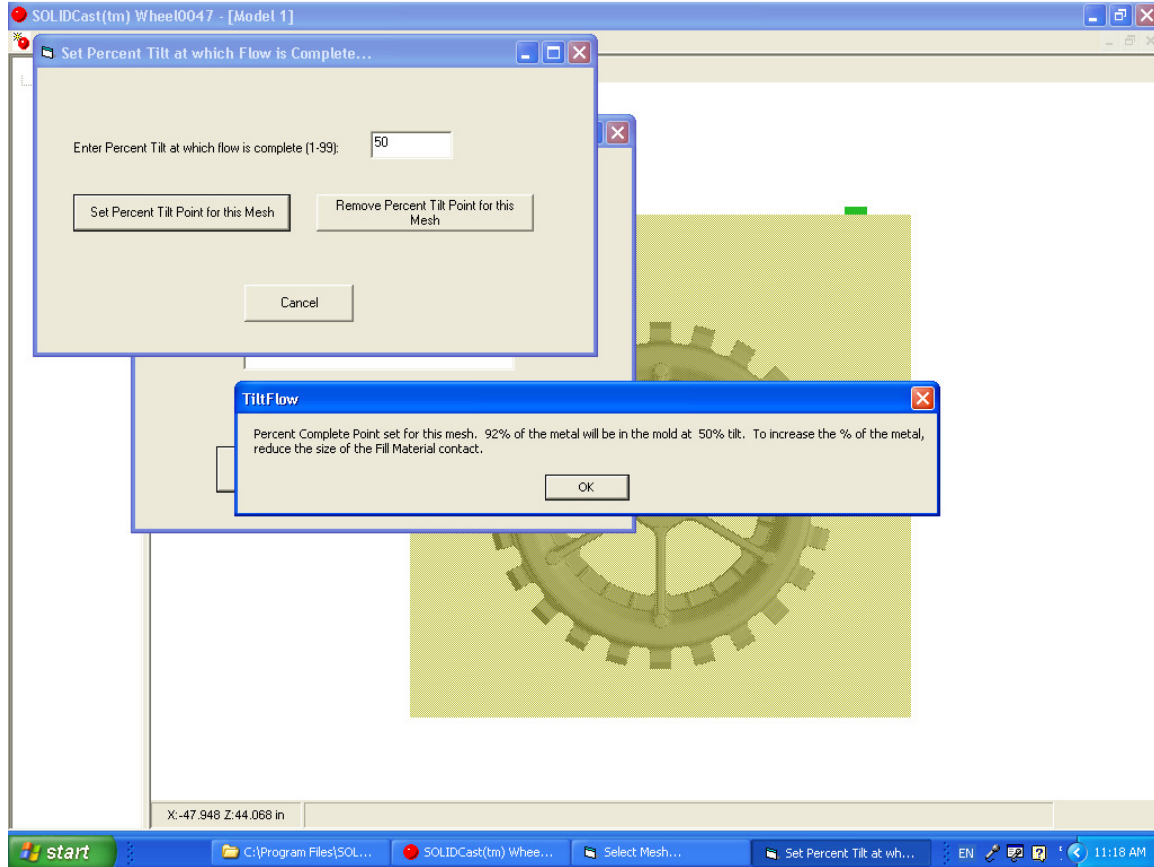 SOLIDCast(tm) Wheel0047 - [Model 1]
Set Percent Tilt at which Flow is Complete...
Enter Percent Tilt at which flow is complete (1-99):
50
Set Percent Tilt Point for this Mesh
Remove Percent Tilt Point for this
Mesh
Cancel
TiltFlow
Percent Complete Point set for this mesh.  92% of the metal will be in the mold at  50% tilt.  To increase the % of the metal,
reduce the size of the Fill Material contact.
OK
X:-47.948 Z:44.068 in
start
C:\Program Files\SOL...
SOLIDCast(tm) Whee...
Select Mesh...
Set Percent Tilt at wh...
EN
11:18 AM